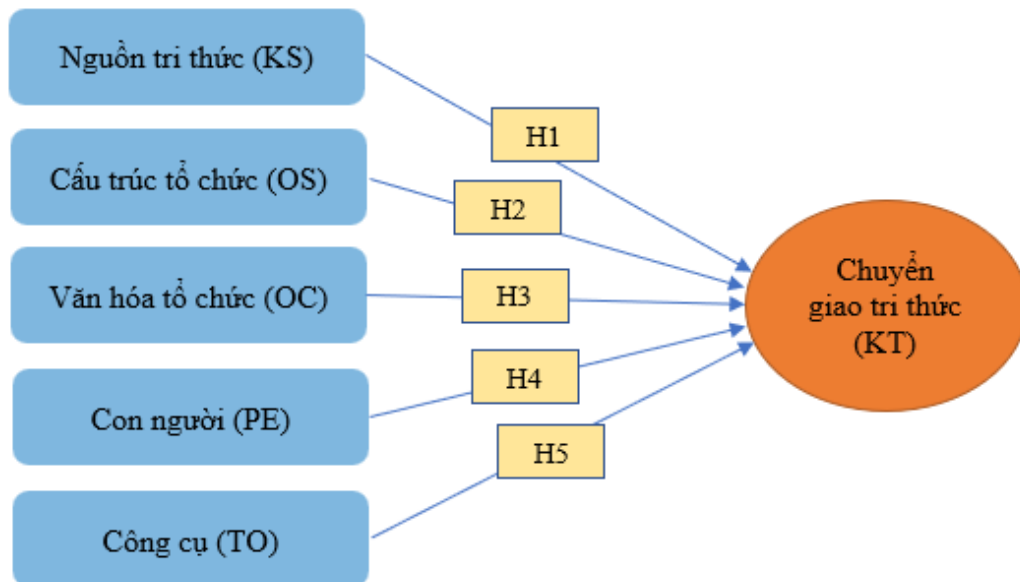 Nguồn tri thức (KS)
H1
Cấu trúc tổ chức (OS)
H2
Văn hóa tổ chức (OC)
H3
Chuyển
giao tri thức
(KT)
Con người (PE)
H4
H5
Công cụ (TO)